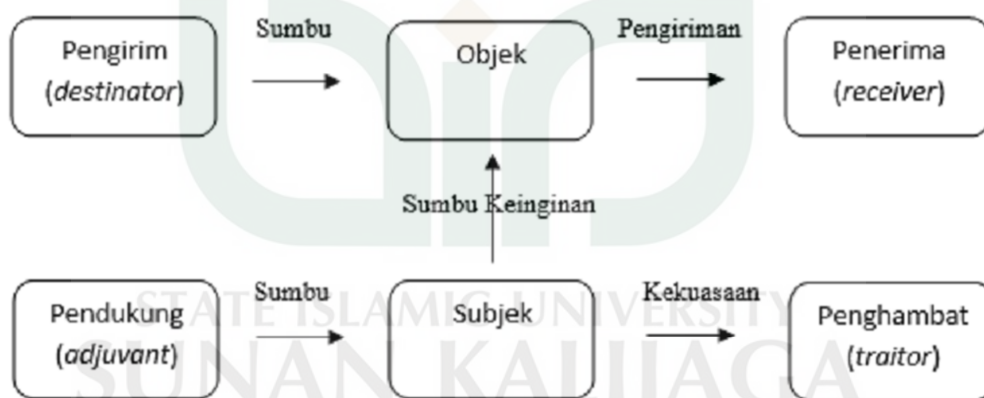 Pengirim
(destinator)
Sumbu
Objek
Pengiriman
Penerima
(receiver)
Sumbu Keinginan
Pendukung
(adjuvant)
Sumbu
Subjek
Kekuasaan
Penghambat
(traitor)
STATE ISLAMIC UNIVERSITY
SUNAN KALIJAGA